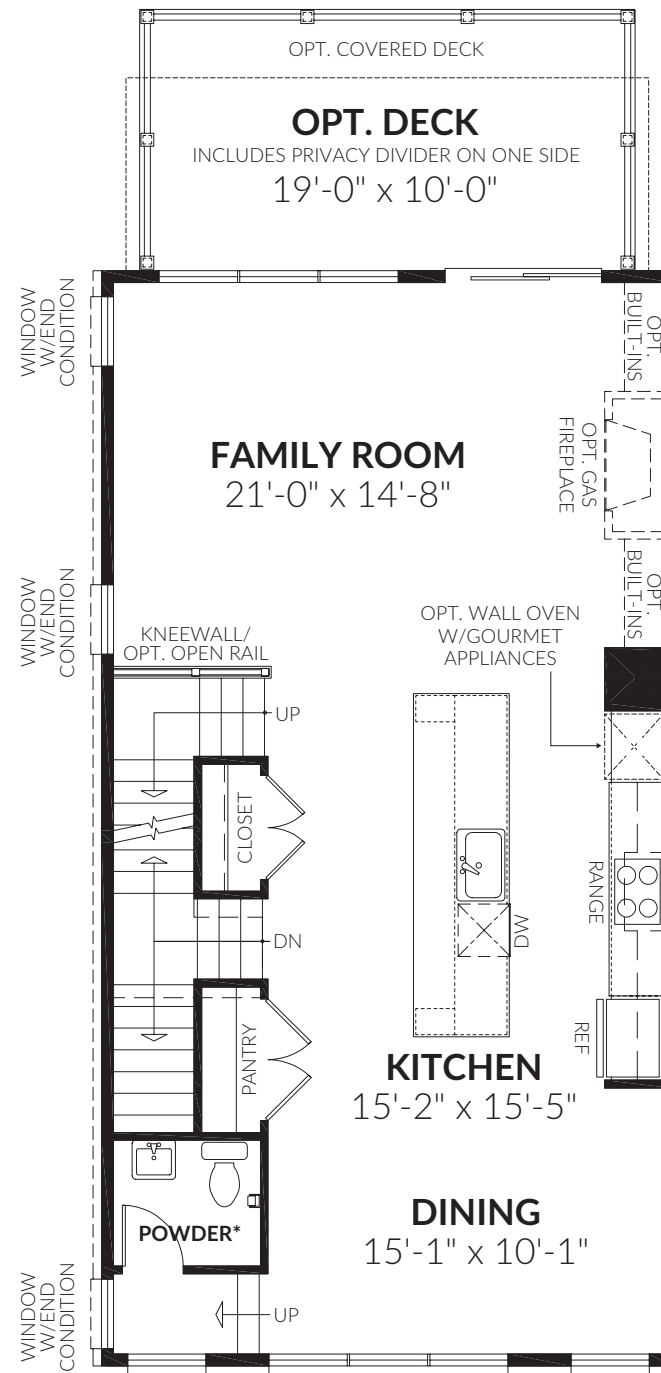 OPT. COVERED DECK
OPT. DECK
INCLUDES PRIVACY DIVIDER ON ONE SIDE
19'-0" x 10'-0"
WINDOW
W/END
CONDITION
OPT.
BUILT-INS
FAMILY ROOM
21'-0" x 14'-8"
OPT. GAS
FIREPLACE
WINDOW
W/END
CONDITION
OPT.
BUILT-INS
KNEEWALL/
OPT. OPEN RAIL
OPT. WALL OVEN
W/GOURMET
APPLIANCES
UP
CLOSET
RANGE
DW
DN
PANTRY
REF
KITCHEN
15'-2" x 15'-5"
POWDER*
DINING
15'-1" x 10'-1"
WINDOW
W/END
CONDITION
UP